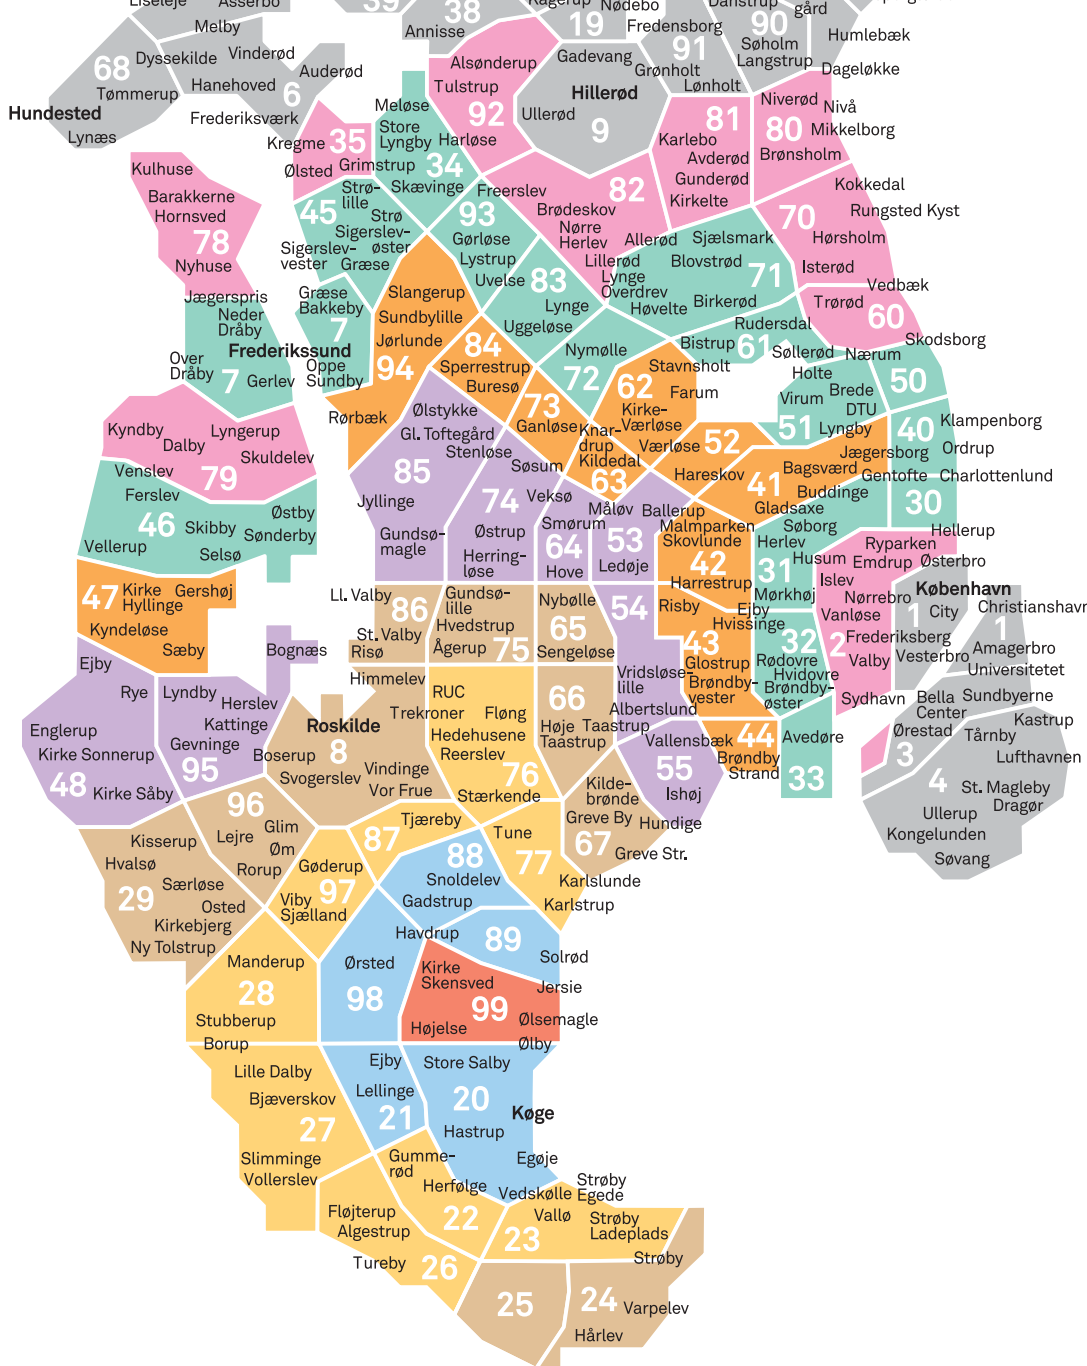 Liseleje
Asserbo
39
38
Annisse
Kagerup
Nødebo
19
Fredensborg
Danstrup
gård
90
91
Søholm
Langstrup
Humlebæk
Dageløkke
Melby
68
Dyssekilde
Vinderød
Auderød
Tømmerup
Hanehoved
6
Hundested
Frederiksværk
Lynæs
Alsønderup
Tulstrup
92
Gadevang
Grønholt
Lønholt
Hillerød
Ullerød
9
Meløse
Store
Lyngby
Harløse
34
Skævinge
Kregme
35
Ølsted
Grimstrup
81
Karlebo
Avderød
Gunderød
Kirkelte
Niverød
Nivå
80
Mikkelborg
Brønsholm
Kulhuse
Barakkerne
Hornsved
78
Nyhuse
Strø-
lille
45
Strø
Sigerslev-
øster
Sigerslev-
vester
Græse
Freerslev
93
Gørløse
Lystrup
Uvelse
82
Brødeskov
Nørre
Herlev
Allerød
Lillerød
Kokkedal
70
Rungsted Kyst
Hørsholm
Isterød
Vedbæk
Sjælsmark
Blovstrød
71
Lynge
Overdrev
Høvelte
Birkerød
83
Lynge
Uggeløse
Trørød
60
Skodsborg
Jægerspris
Neder
Dråby
Frederikssund
Over
Dråby
7
Gerlev
Græse
Bakkeby
7
Oppe
Sundby
Slangerup
Sundbylille
Jørlunde
94
Rørbæk
84
Sperrestrup
Buresø
Nymølle
72
Rudersdal
Bistrup
61
Søllerød
Nærum
Stavnsholt
62
Farum
Kirke-
Værløse
Værløse
Holte
Virum
Brede
DTU
51
Lyngby
50
40
Klampenborg
Ordrup
Jægersborg
Gentofte
Charlottenlund
30
Hellerup
73
Ganløse
Knar-
drup
Kildedal
63
52
Hareskov
41
Bagsværd
Buddinge
Gladsaxe
Kyndby
Dalby
Lyngerup
Skuldelev
79
Venslev
Ferslev
46
Skibby
Østby
Sønderby
Vellerup
Selsø
Ølstykke
Gl. Toftegård
Stenløse
85
Jyllinge
Gundsø-
magle
Søsum
74
Veksø
Østrup
Herring-
løse
Smørum
64
Hove
Måløv
53
Ledøje
Ballerup
Malmparken
Skovlunde
42
Harrestrup
Søborg
Herlev
31
Mørkhøj
Husum
Islev
Ryparken
Emdrup
Østerbro
København
1
City
Christianshavn
1
Nørrebro
Vanløse
2
Frederiksberg
Valby
Vesterbro
Amagerbro
Universitetet
Sydhavn
Bella
Center
Sundbyerne
Ørestad
3
Kastrup
Tårnby
Lufthavnen
4
St. Magleby
Dragør
Ullerup
Kongelunden
Søvang
47
Kirke
Hyllinge
Gershøj
Kyndeløse
Sæby
Ll. Valby
86
St. Valby
Risø
Himmelev
Gundsø-
lille
Hvedstrup
Ågerup
75
Nybølle
65
Sengeløse
54
Vridsløse-
lille
Albertslund
Risby
Ejby
Hvissinge
43
Glostrup
Brøndby-
vester
32
Rødovre
Hvidovre
Brøndby-
øster
Bognæs
Ejby
Rye
Englerup
Kirke Sonnerup
48
Kirke Såby
Lyndby
Herslev
Kattinge
Gevninge
95
Roskilde
8
Boserup
Svogerslev
Vindinge
Vor Frue
RUC
Trekroner
Fløng
Hedehusene
Reerslev
76
Stærkende
66
Høje
Taastrup
Taastrup
Vallensbæk
44
Brøndby
Strand
Avedøre
33
55
Ishøj
Kilde-
brønde
Greve By
Hundige
67
Greve Str.
96
Lejre
Glim
Øm
Rorup
Kisserup
Hvalsø
Særløse
29
Osted
Kirkebjerg
Ny Tolstrup
Tjæreby
87
Gøderup
97
Viby
Sjælland
88
Snoldelev
Gadstrup
Tune
77
Karlslunde
Karlstrup
Havdrup
89
Solrød
Jersie
Manderup
28
Stubberup
Borup
Ørsted
98
Kirke
Skensved
99
Højelse
Ølsemagle
Ølby
Lille Dalby
Bjæverskov
27
Slimminge
Vollerslev
Ejby
Lellinge
21
Store Salby
20
Køge
Hastrup
Egøje
Gumme-
rød
Herfølge
22
Vedskølle
Strøby
Egede
Vallø
Strøby
Ladeplads
23
Strøby
Fløjterup
Algestrup
Tureby
26
25
24
Varpelev
Hårlev